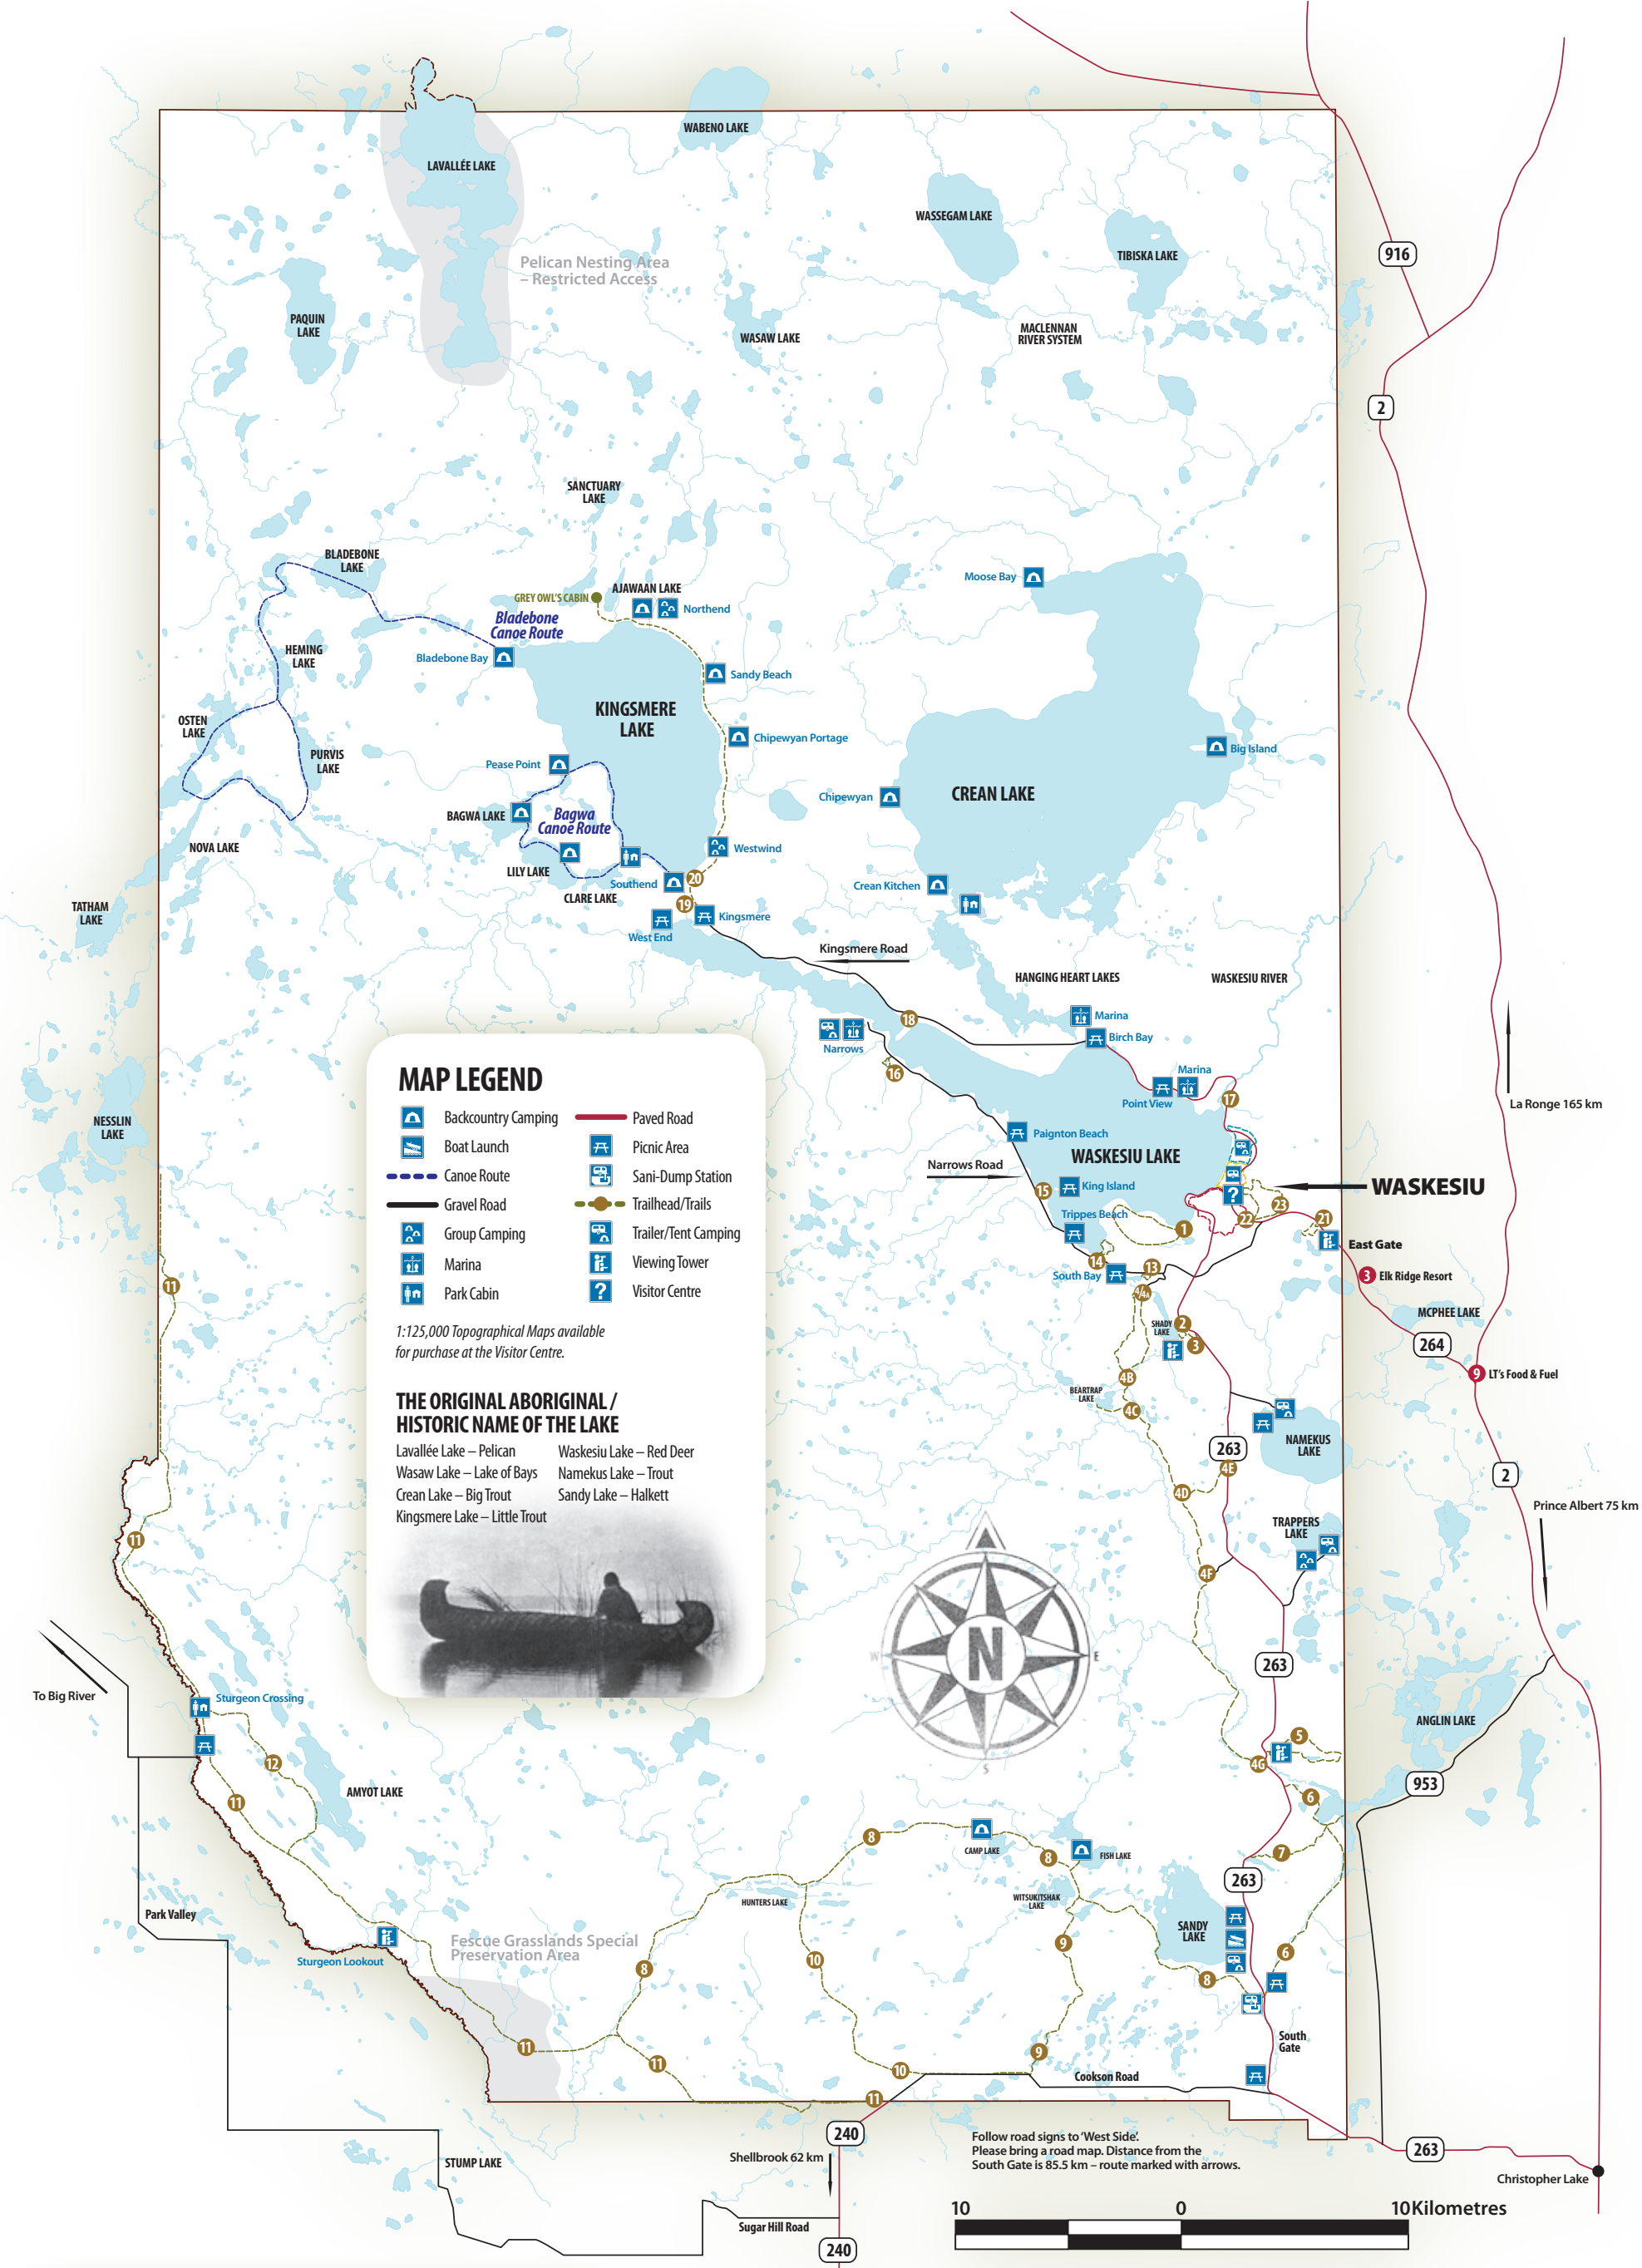 WABENO LAKE
LAVALLÉE LAKE
WASSEGAM LAKE
TIBISKA LAKE
916
Pelican Nesting Area
– Restricted Access
PAQUIN
LAKE
WASAW LAKE
MACLENNAN
RIVER SYSTEM
2
SANCTUARY
LAKE
BLADEBONE
LAKE
Moose Bay
AJAWAAN LAKE
GREY OWL'S CABIN
Northend
Bladebone
Canoe Route
HEMING
LAKE
Bladebone Bay
Sandy Beach
KINGSMERE
LAKE
OSTEN
LAKE
Chipewyan Portage
Big Island
PURVIS
LAKE
Pease Point
Chipewyan
CREAN LAKE
BAGWA LAKE
Bagwa
Canoe Route
NOVA LAKE
Westwind
LILY LAKE
Southend
20
Crean Kitchen
CLARE LAKE
19
TATHAM
LAKE
Kingsmere
West End
Kingsmere Road
HANGING HEART LAKES
WASKESIU RIVER
18
Marina
Birch Bay
Narrows
16
Marina
Point View
17
La Ronge 165 km
NESSLIN
LAKE
Paignton Beach
WASKESIU LAKE
Narrows Road
15
King Island
?
WASKESIU
23
Trippes Beach
1
22
21
East Gate
14
13
South Bay
3
Elk Ridge Resort
4/4A
MCPHEE LAKE
SHADY
LAKE
2
3
264
9
LT's Food & Fuel
4B
BEARTRAP
LAKE
4C
NAMEKUS
LAKE
263
4E
2
4D
Prince Albert 75 km
TRAPPERS
LAKE
4F
MAP LEGEND
Backcountry Camping
Boat Launch
Canoe Route
Gravel Road
Group Camping
Marina
Park Cabin
Paved Road
Picnic Area
Sani-Dump Station
Trailhead/Trails
Trailer/Tent Camping
Viewing Tower
?
Visitor Centre
1:125,000 Topographical Maps available
for purchase at the Visitor Centre.
THE ORIGINAL ABORIGINAL /
HISTORIC NAME OF THE LAKE
Lavallée Lake – Pelican
Wasaw Lake – Lake of Bays
Crean Lake – Big Trout
Kingsmere Lake – Little Trout
Waskesiu Lake – Red Deer
Namekus Lake – Trout
Sandy Lake – Halkett
11
11
N
W
E
S
263
To Big River
Sturgeon Crossing
12
11
AMYOT LAKE
ANGLIN LAKE
5
4G
953
6
8
CAMP LAKE
8
FISH LAKE
7
263
HUNTERS LAKE
WITSUKITSHAK
LAKE
Park Valley
SANDY
LAKE
Fescue Grasslands Special
Preservation Area
Sturgeon Lookout
8
10
9
6
8
South
Gate
11
11
10
9
Cookson Road
11
240
Follow road signs to 'West Side'.
Please bring a road map. Distance from the
South Gate is 85.5 km – route marked with arrows.
263
Christopher Lake
Shellbrook 62 km
STUMP LAKE
Sugar Hill Road
240
10 0 10 Kilometres